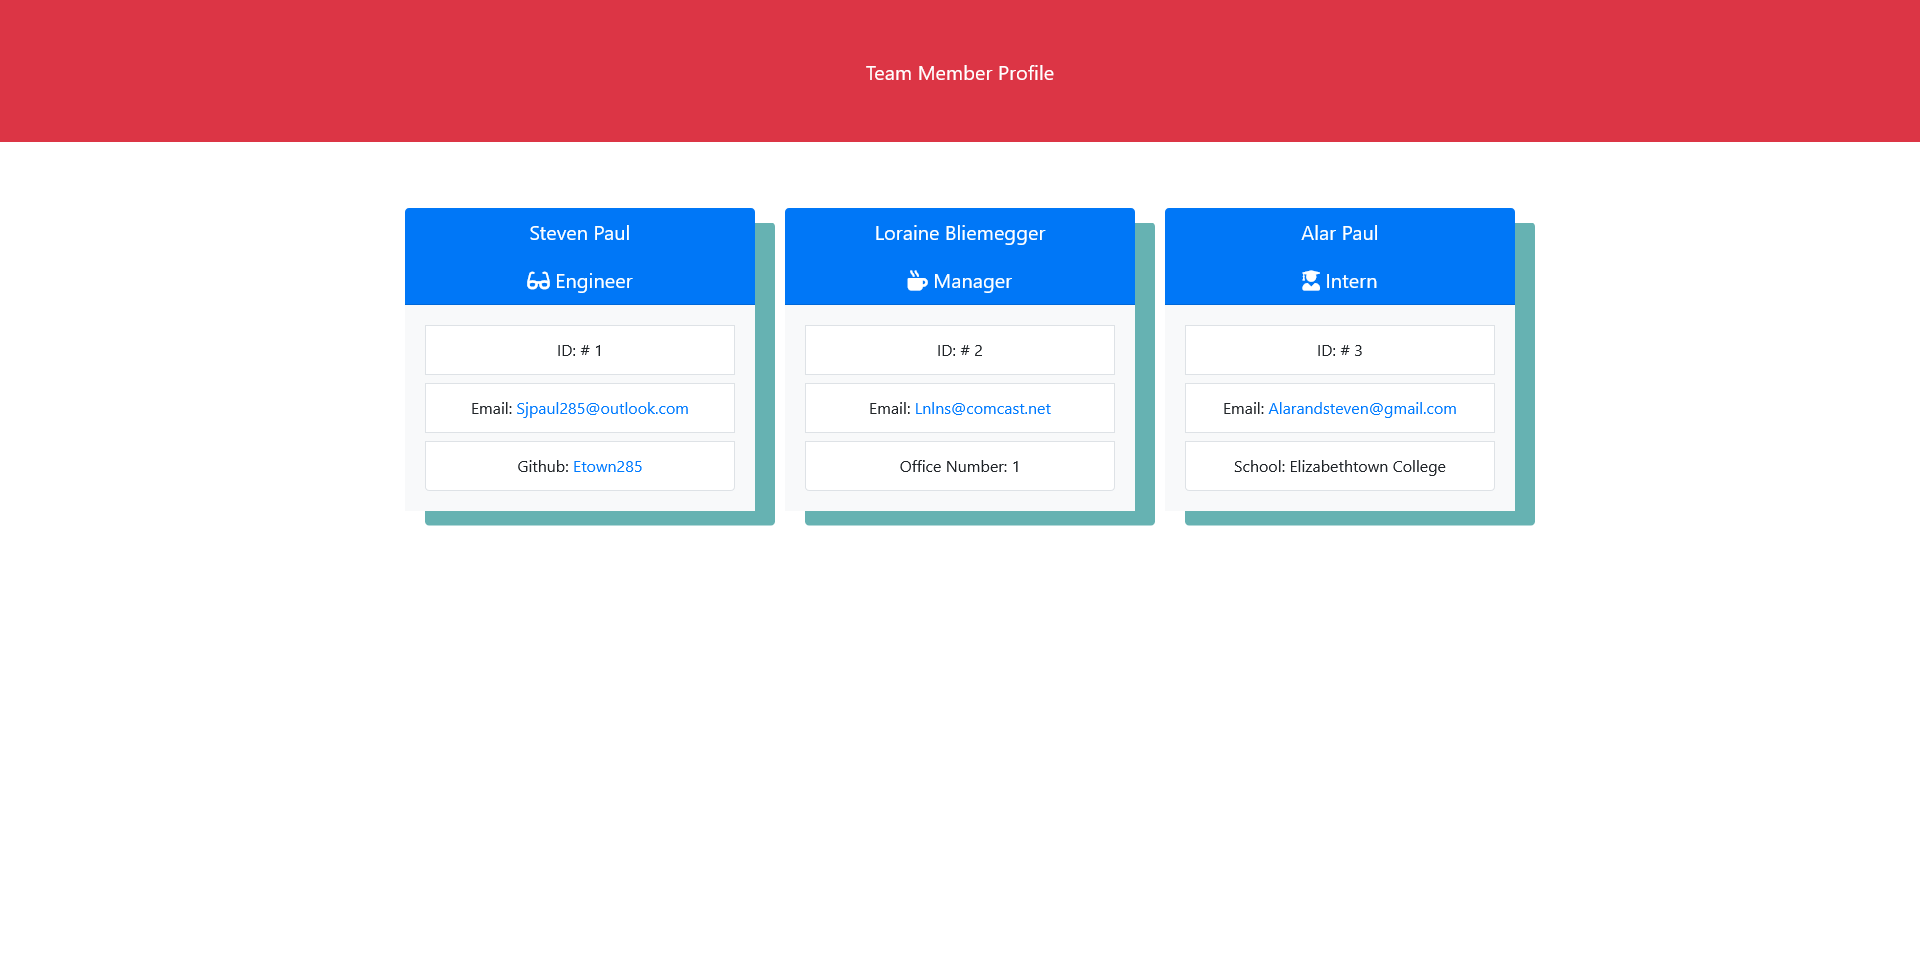 Team Member Profile
Steven Paul
Engineer
ID: # 1
Email: Sjpaul285@outlook.com
Github: Etown285
Loraine Bliemegger
Manager
ID: # 2
Email: Lnlns@comcast.net
Office Number: 1
Alar Paul
Intern
ID: # 3
Email: Alarandsteven@gmail.com
School: Elizabethtown College